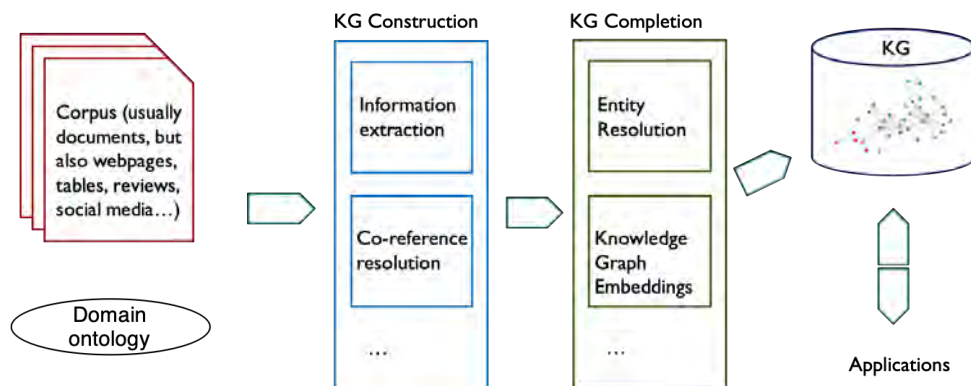 KG Construction
KG Completion
KG
Corpus (usually
documents, but
also webpages,
tables, reviews,
social media...)
Information
extraction
Entity
Resolution
Co-reference
resolution
Knowledge
Graph
Embeddings
Domain
ontology
...
...
Applications